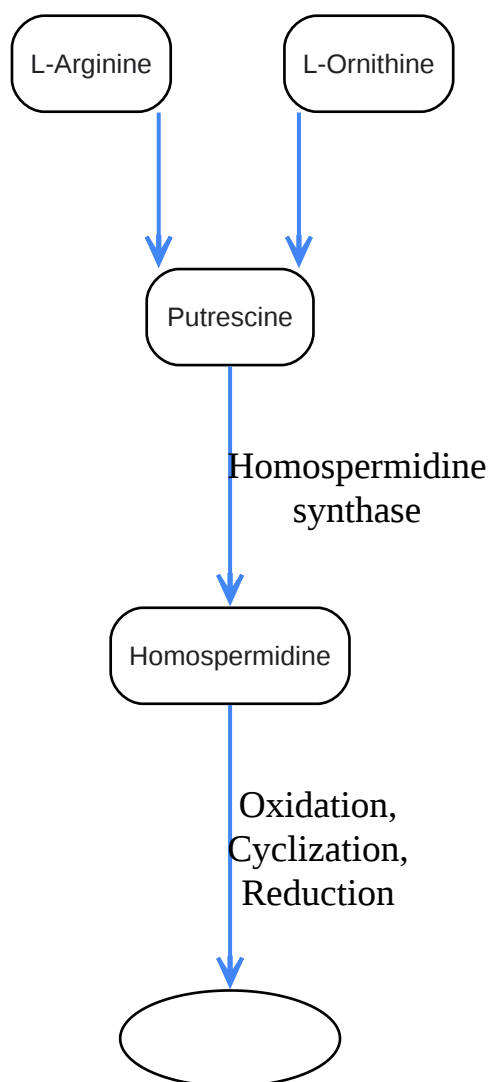 L-Arginine
L-Ornithine
Putrescine
Homospermidine
synthase
Homospermidine
Oxidation,
Cyclization,
Reduction